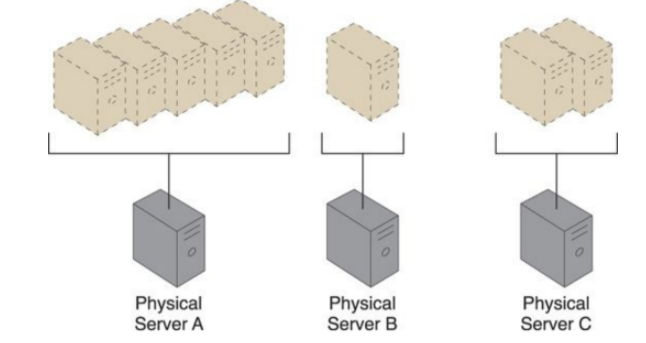 Physical
Server A
Physical
Server B
Physical
Server C